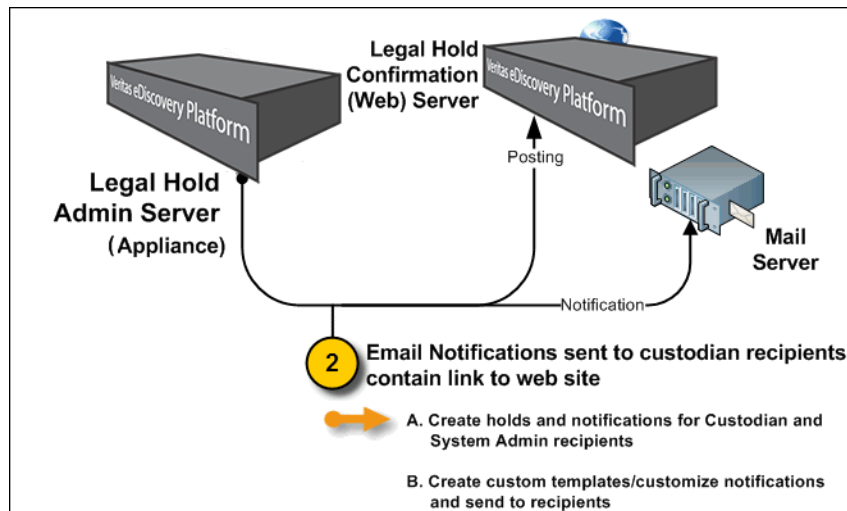 Legal Hold
Confirmation
(Web) Server
Veritas eDiscovery Platform
Veritas eDiscovery Platform
Legal Hold
Admin Server
(Appliance)
Posting
Mail
Server
Notification
2
Email Notifications sent to custodian recipients
contain link to web site
A. Create holds and notifications for Custodian and
System Admin recipients
B. Create custom templates/customize notifications
and send to recipients